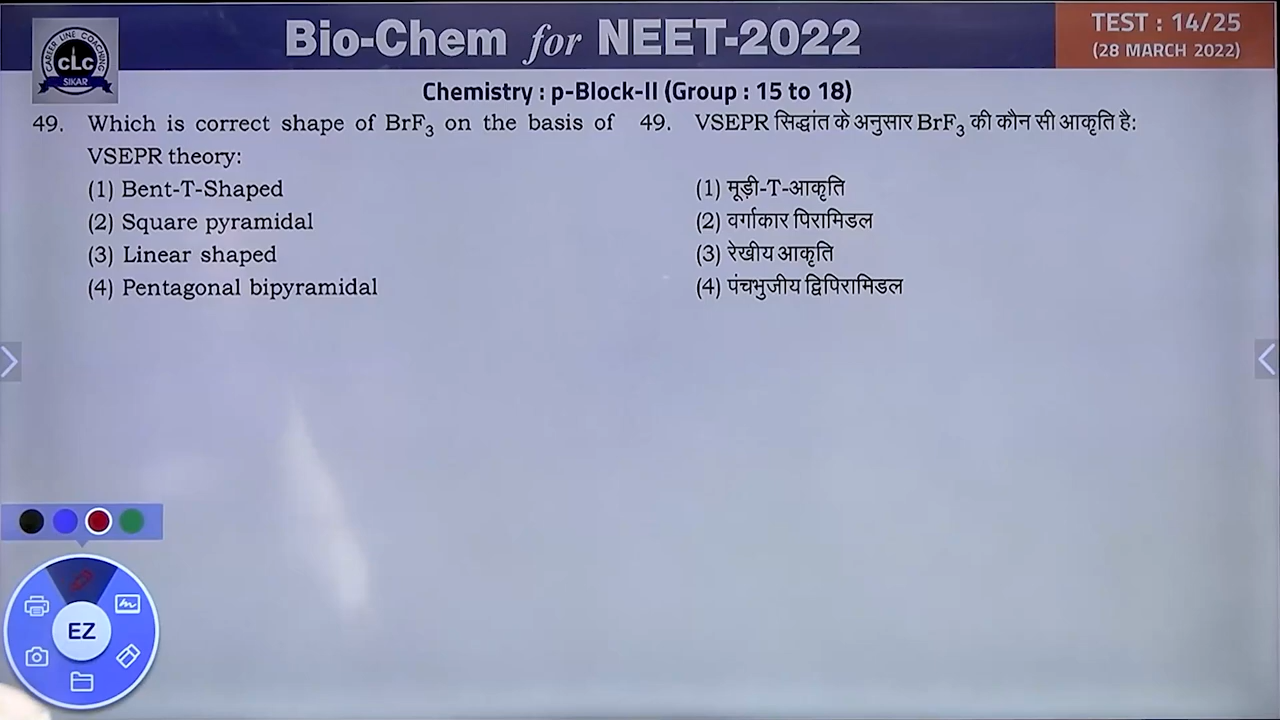 CAREER LINE COACHING
CLC
SIKAR
Bio-Chem for NEET-2022
TEST : 14/25
(28 MARCH 2022)
Chemistry : p-Block-II (Group : 15 to 18)
49. Which is correct shape of BrF₃ on the basis of
VSEPR theory:
(1) Bent-T-Shaped
(2) Square pyramidal
(3) Linear shaped
(4) Pentagonal bipyramidal
49. VSEPR सिद्धांत के अनुसार BrF₃ की कौन सी आकृति है:
(1) मूड़ी-T-आकृति
(2) वर्गाकार पिरामिडल
(3) रेखीय आकृति
(4) पंचभुजीय द्विपिरामिडल
EZ